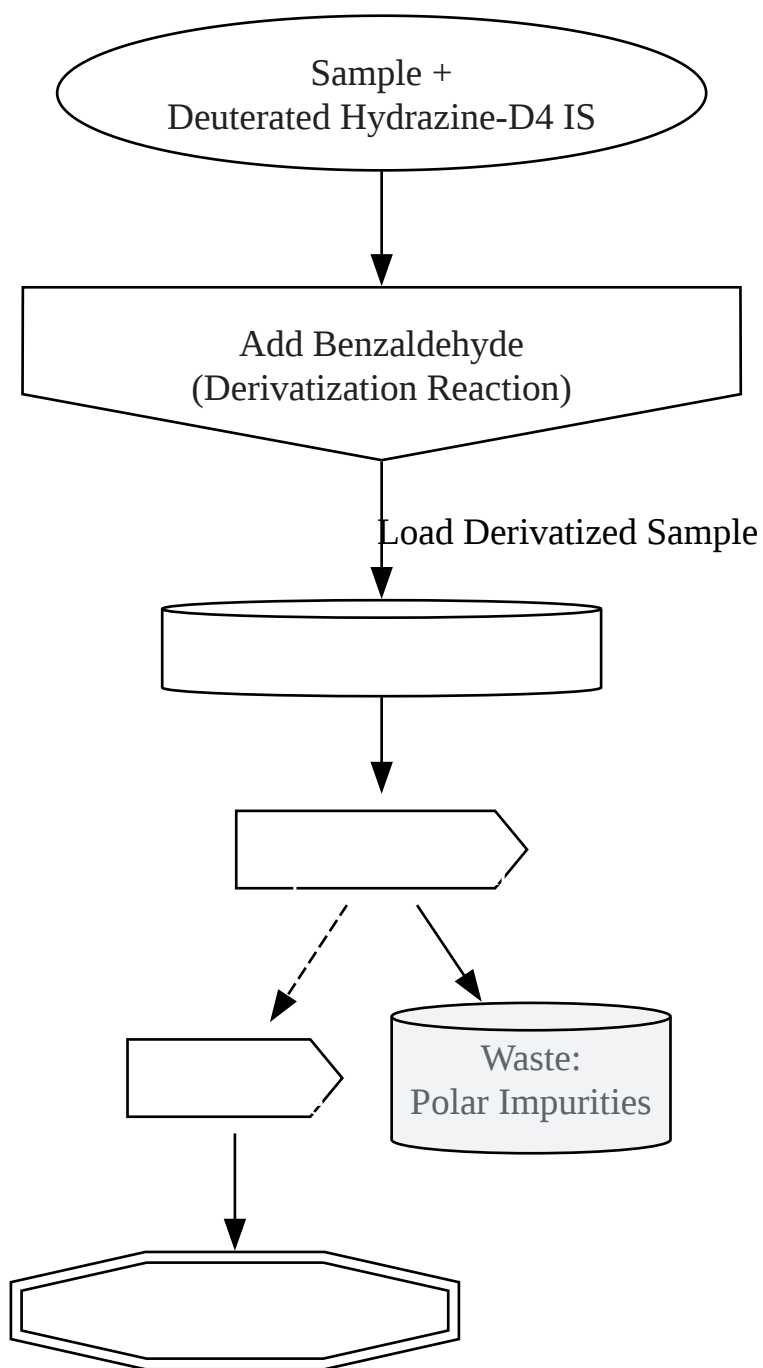 Sample +
Deuterated Hydrazine-D4 IS
Add Benzaldehyde
(Derivatization Reaction)
Load Derivatized Sample
Waste:
Polar Impurities